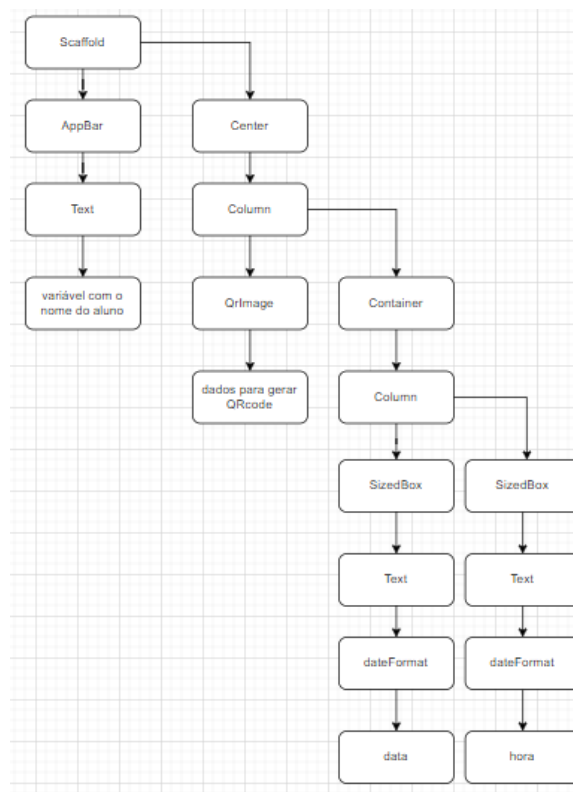 Scaffold
AppBar
Center
Text
Column
variável com o
nome do aluno
QrImage
Container
dados para gerar
QRcode
Column
SizedBox
SizedBox
Text
Text
dateFormat
dateFormat
data
hora